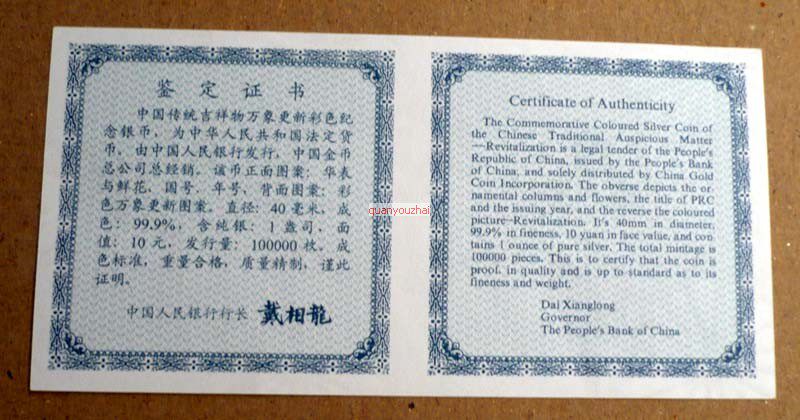 鉴定证书
中国传统吉祥物万象更新彩色纪
念银币，为中华人民共和国法定货
币，由中国人民银行发行，中国金币
总公司总经销。该币正面图案：华表
与鲜花、国号、年号，背面图案：彩
色万象更新图案。直径：40毫米，成
色：99.9%，含纯银：1盎司，面
值：10元，发行量：100000枚。成
色标准，重量合格，质量精制，谨此
证明。
中国人民银行行长 戴相龍
quanyouzhai
Certificate of Authenticity
The Commemorative Coloured Silver Coin of
the Chinese Traditional Auspicious Matter
—Revitalization is a legal tender of the People's
Republic of China, issued by the People's Bank
of China, and solely distributed by China Gold
Coin Incorporation. The obverse depicts the or-
namental columns and flowers, the title of PRC
and the issuing year, and the reverse the coloured
picture—Revitalization. It's 40mm in diameter,
99.9% in fineness, 10 yuan in face value, and con-
tains 1 ounce of pure silver. The total mintage is
100000 pieces. This is to certify that the coin is
proof, in quality and is up to standard as to its
fineness and weight.
Dai Xianglong
Governor
The People's Bank of China